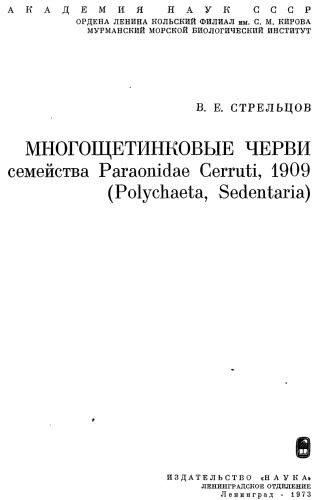 АКАДЕМИЯ НАУК СССР
ОРДЕНА ЛЕНИНА КОЛЬСКИЙ ФИЛИАЛ им. С. М. КИРОВА
МУРМАНСКИЙ МОРСКОЙ БИОЛОГИЧЕСКИЙ ИНСТИТУТ
В. Е. СТРЕЛЬЦОВ
МНОГОЩЕТИНКОВЫЕ ЧЕРВИ
семейства Paraonidae Cerruti, 1909
(Polychaeta, Sedentaria)
ИЗДАТЕЛЬСТВО «НАУКА»
ЛЕНИНГРАДСКОЕ ОТДЕЛЕНИЕ
Ленинград · 1973